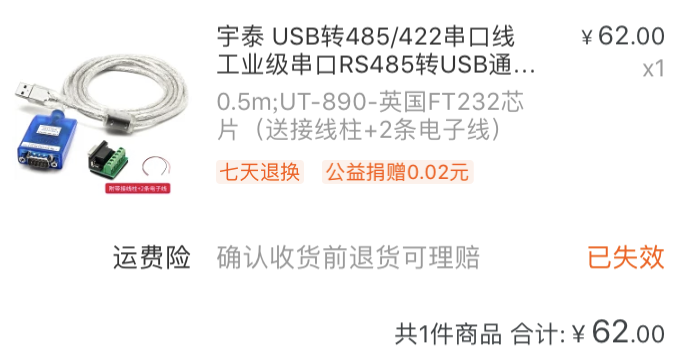 宇泰 USB转485/422串口线
¥62.00
工业级串口RS485转USB通...
x1
0.5m;UT-890-英国FT232芯
片（送接线柱+2条电子线）
附带接线柱+2条电子线
七天退换 公益捐赠0.02元
运费险 确认收货前退货可理赔 已失效
共1件商品 合计:¥62.00